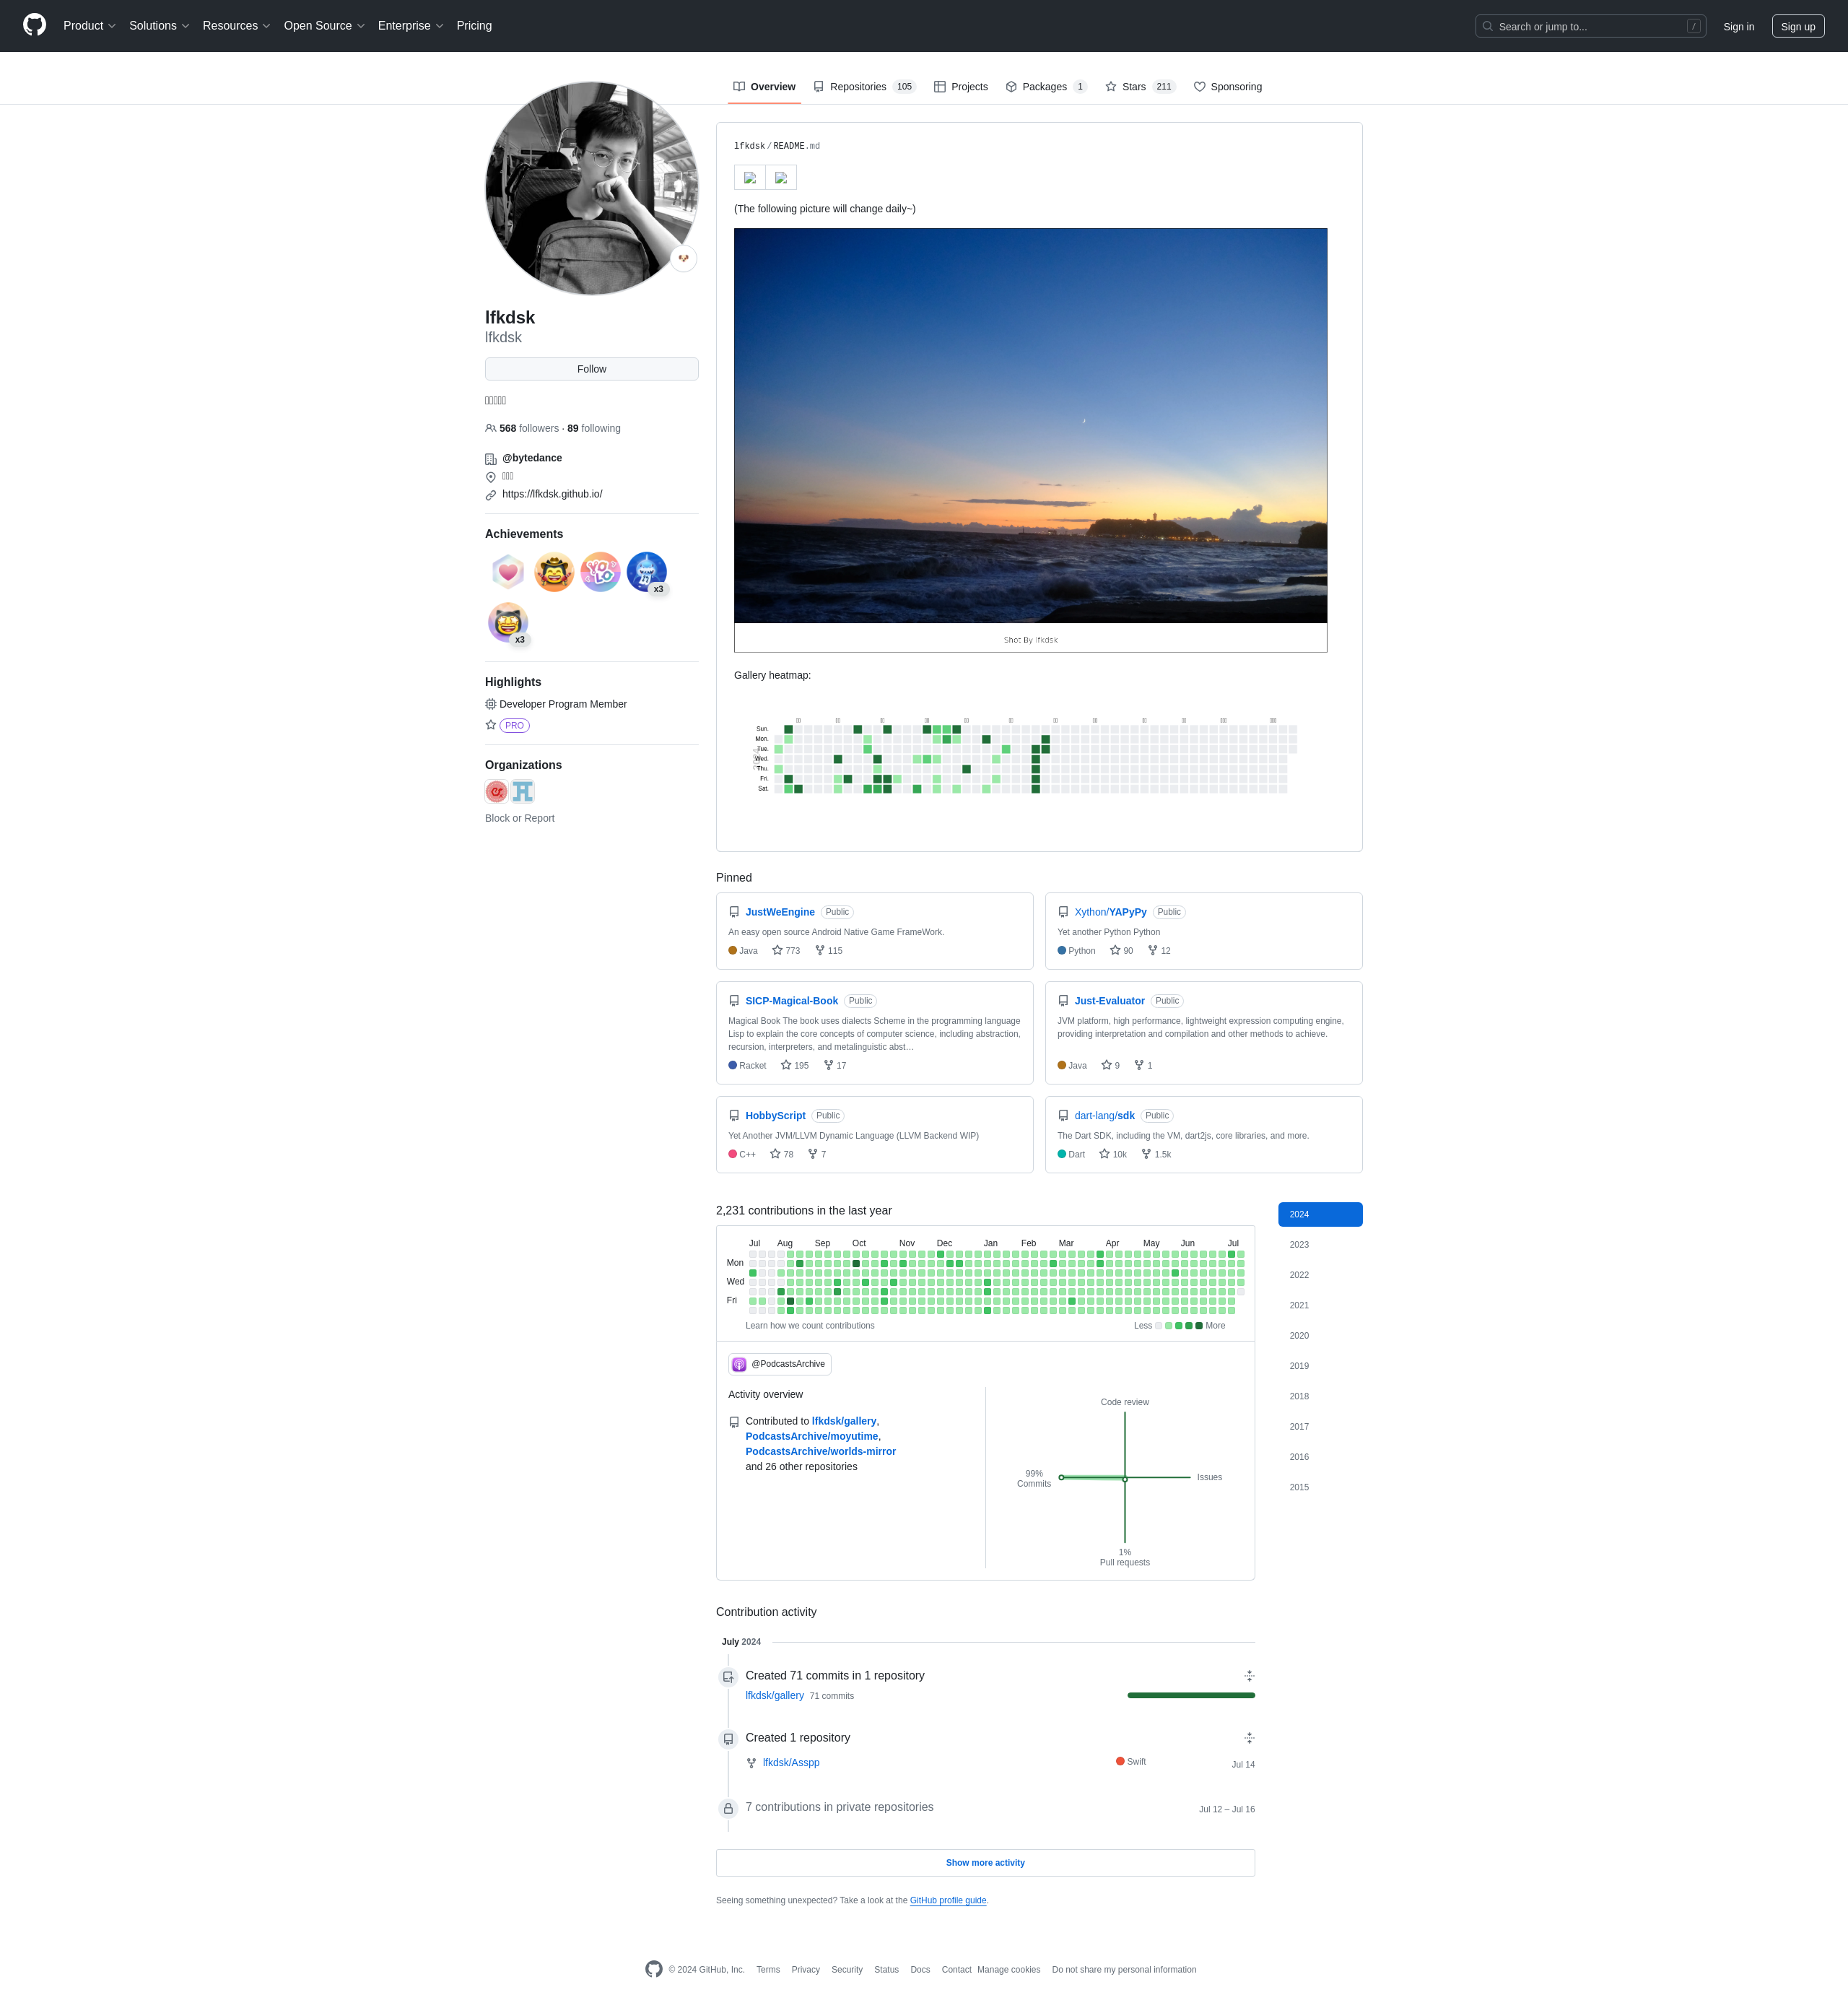 Product Solutions Resources Open Source Enterprise Pricing Search or jump to... / Sign in Sign up
Overview Repositories 105 Projects Packages 1 Stars 211 Sponsoring
lfkdsk
lfkdsk
Follow
568 followers · 89 following
@bytedance
https://lfkdsk.github.io/
Achievements
YOLO
x3
x3
Highlights
Developer Program Member
PRO
Organizations
Block or Report
lfkdsk/README.md
(The following picture will change daily~)
Shot By lfkdsk
Gallery heatmap:
Sun.
Mon.
Tue.
Wed.
Thu.
Fri.
Sat.
Pinned
JustWeEngine Public
An easy open source Android Native Game FrameWork.
Java 773 115
Xython/YAPyPy Public
Yet another Python Python
Python 90 12
SICP-Magical-Book Public
Magical Book The book uses dialects Scheme in the programming language
Lisp to explain the core concepts of computer science, including abstraction,
recursion, interpreters, and metalinguistic abst…
Racket 195 17
Just-Evaluator Public
JVM platform, high performance, lightweight expression computing engine,
providing interpretation and compilation and other methods to achieve.
Java 9 1
HobbyScript Public
Yet Another JVM/LLVM Dynamic Language (LLVM Backend WIP)
C++ 78 7
dart-lang/sdk Public
The Dart SDK, including the VM, dart2js, core libraries, and more.
Dart 10k 1.5k
2,231 contributions in the last year
Jul Aug Sep Oct Nov Dec Jan Feb Mar Apr May Jun Jul
Mon
Wed
Fri
Learn how we count contributions Less More
@PodcastsArchive
Activity overview
Contributed to lfkdsk/gallery,
PodcastsArchive/moyutime,
PodcastsArchive/worlds-mirror
and 26 other repositories
Code review
99%
Commits
Issues
1%
Pull requests
2024
2023
2022
2021
2020
2019
2018
2017
2016
2015
Contribution activity
July 2024
Created 71 commits in 1 repository
lfkdsk/gallery 71 commits
Created 1 repository
lfkdsk/Asspp Swift Jul 14
7 contributions in private repositories Jul 12 – Jul 16
Show more activity
Seeing something unexpected? Take a look at the GitHub profile guide.
© 2024 GitHub, Inc. Terms Privacy Security Status Docs Contact Manage cookies Do not share my personal information